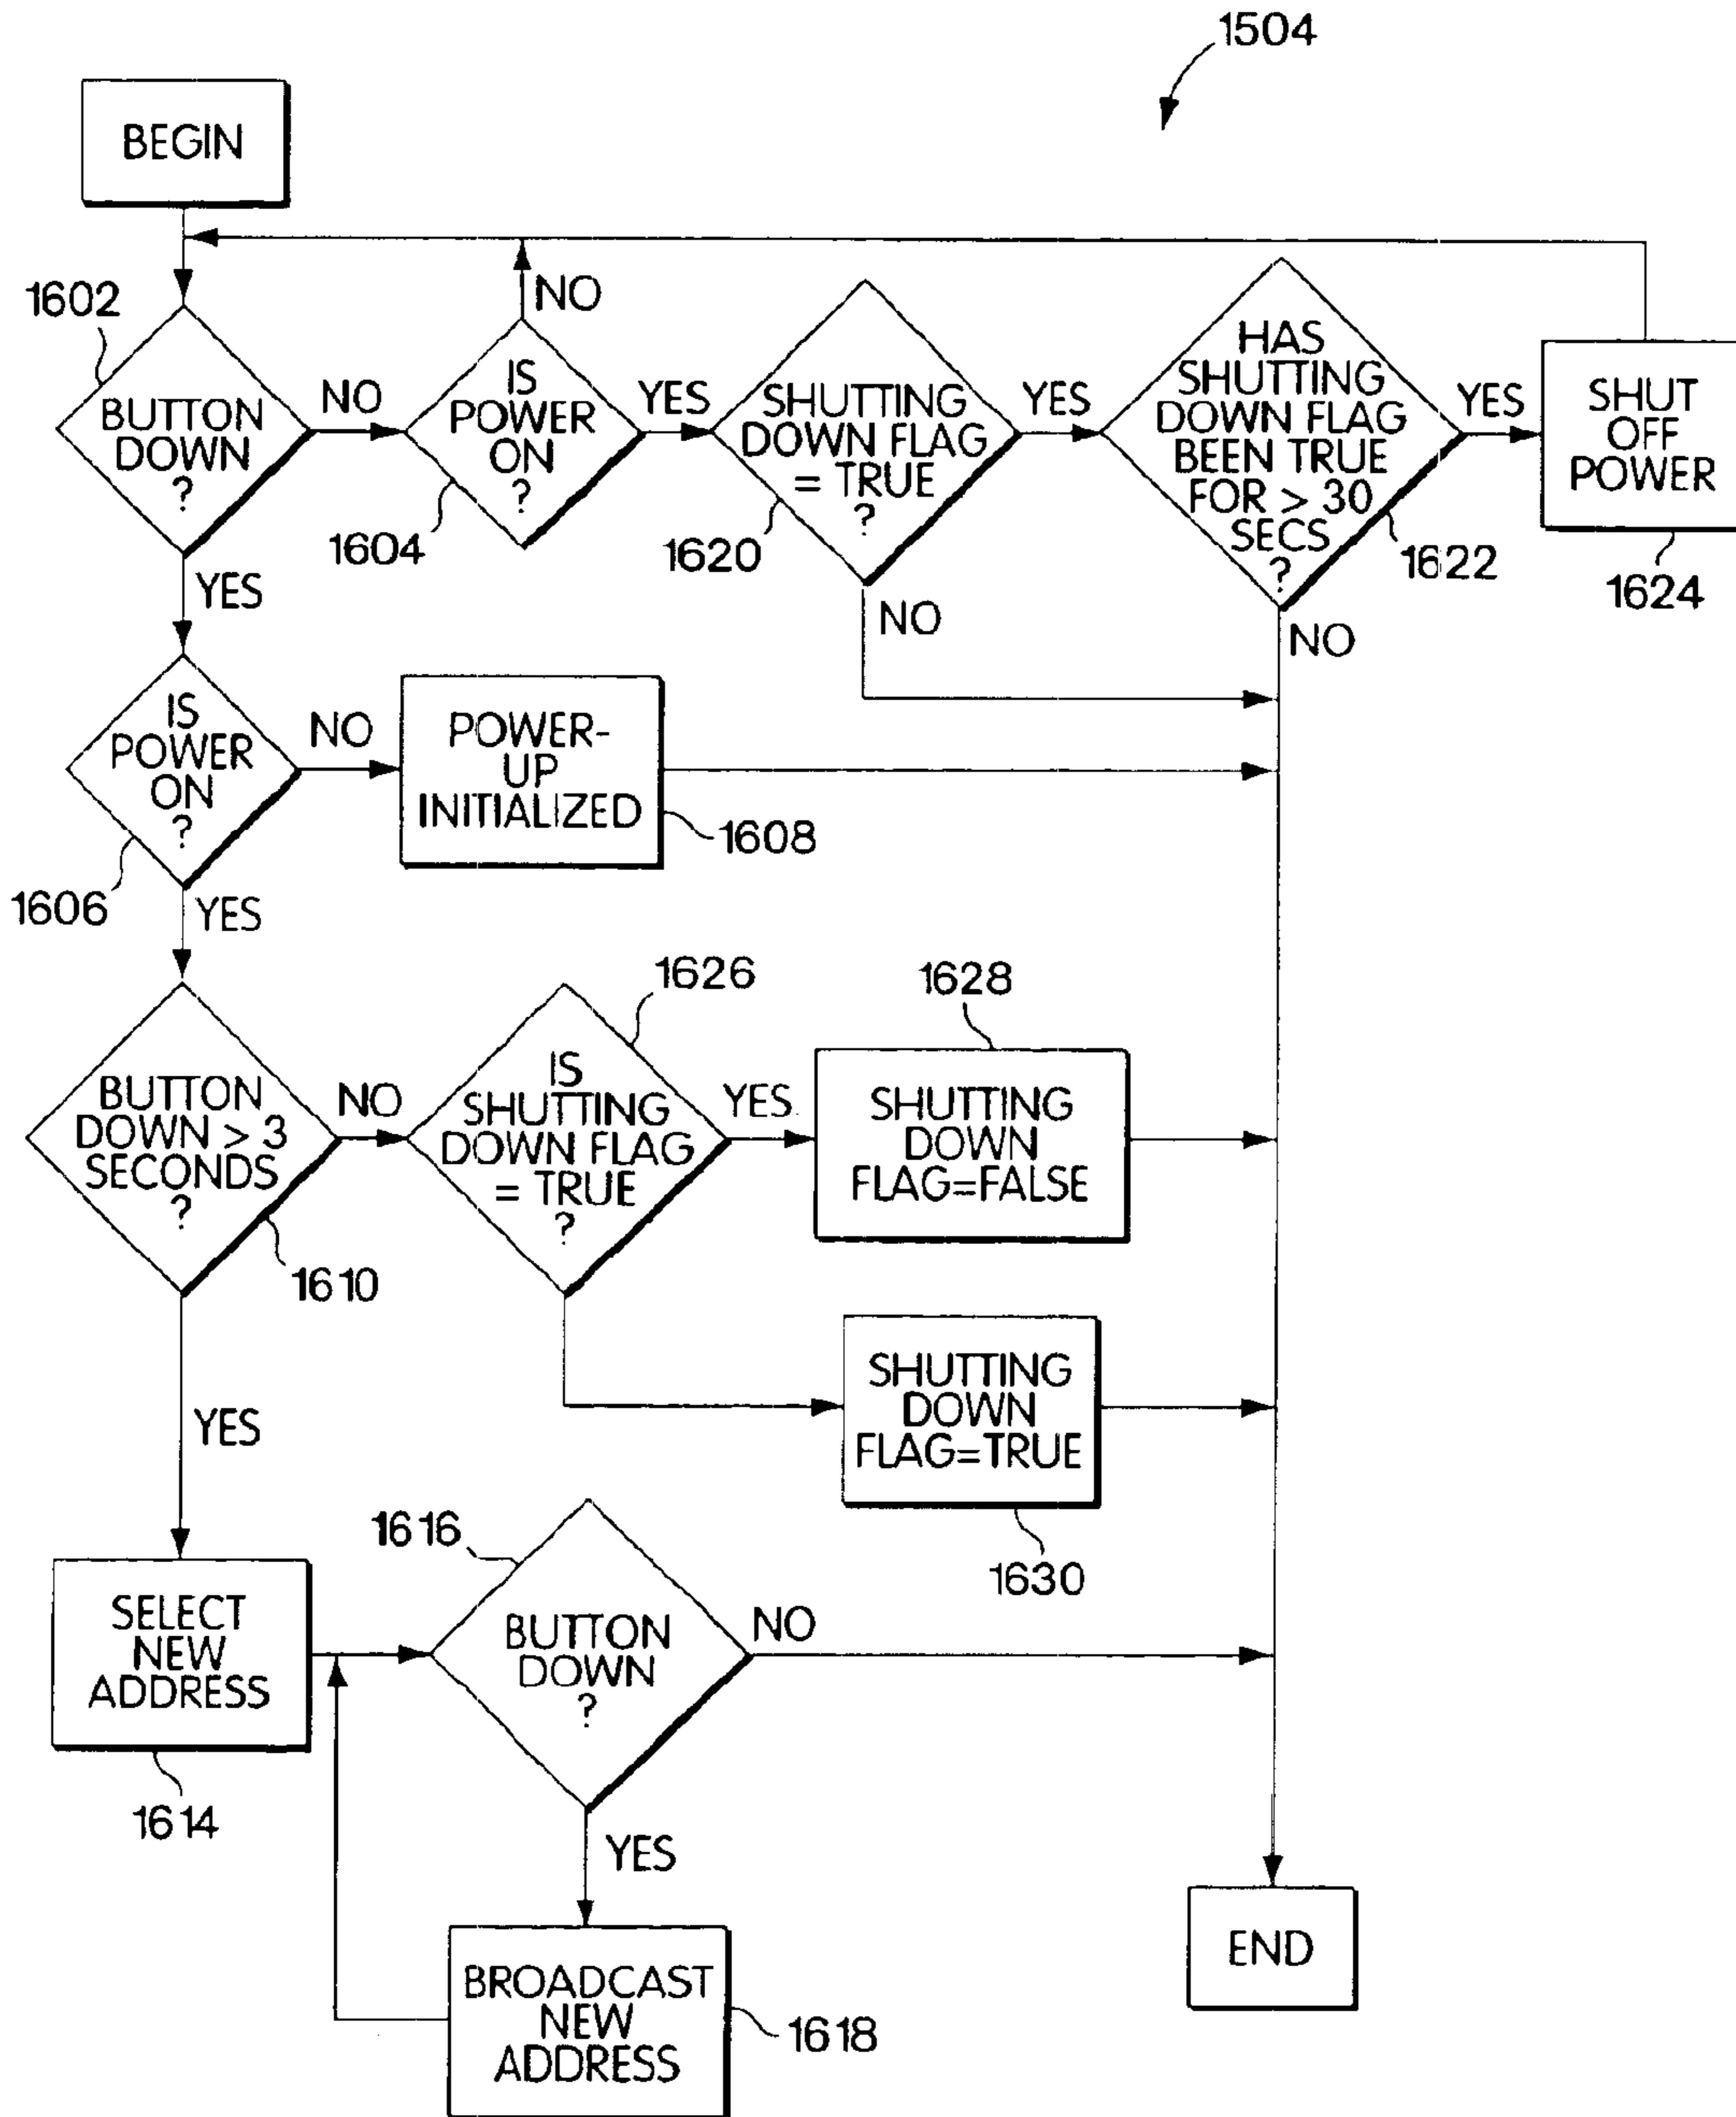 1504
BEGIN
1602
BUTTON
DOWN
?
NO
YES
IS
POWER
ON
?
1604
NO
YES
SHUTTING
DOWN FLAG
= TRUE
?
1620
YES
NO
HAS
SHUTTING
DOWN FLAG
BEEN TRUE
FOR > 30
SECS
?
1622
YES
NO
SHUT
OFF
POWER
1624
IS
POWER
ON
?
1606
NO
YES
POWER-
UP
INITIALIZED
1608
BUTTON
DOWN > 3
SECONDS
?
1610
NO
YES
1626
IS
SHUTTING
DOWN FLAG
= TRUE
?
YES
1628
SHUTTING
DOWN
FLAG=FALSE
SHUTTING
DOWN
FLAG=TRUE
1630
SELECT
NEW
ADDRESS
1614
1616
BUTTON
DOWN
?
NO
YES
BROADCAST
NEW
ADDRESS
1618
END